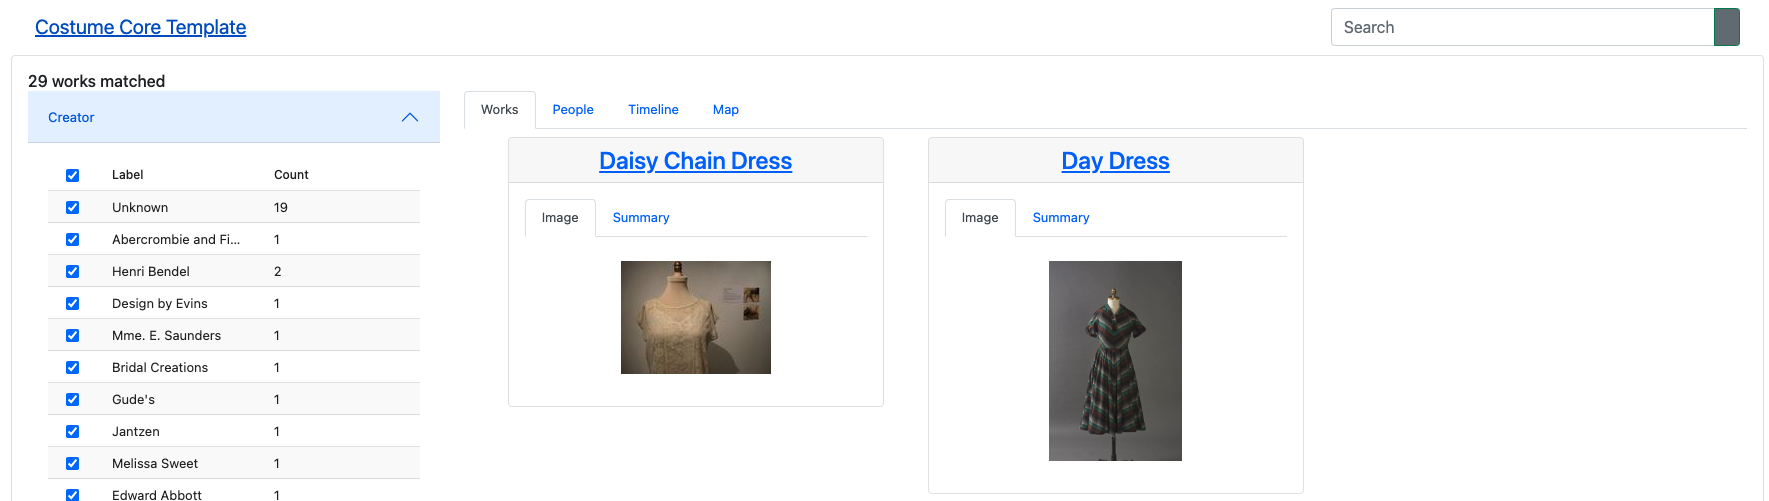 Costume Core Template
Search
29 works matched
Creator
Label Count
Unknown 19
Abercrombie and Fi... 1
Henri Bendel 2
Design by Evins 1
Mme. E. Saunders 1
Bridal Creations 1
Gude's 1
Jantzen 1
Melissa Sweet 1
Edward Abbott 1
Works People Timeline Map
Daisy Chain Dress
Image Summary
Day Dress
Image Summary